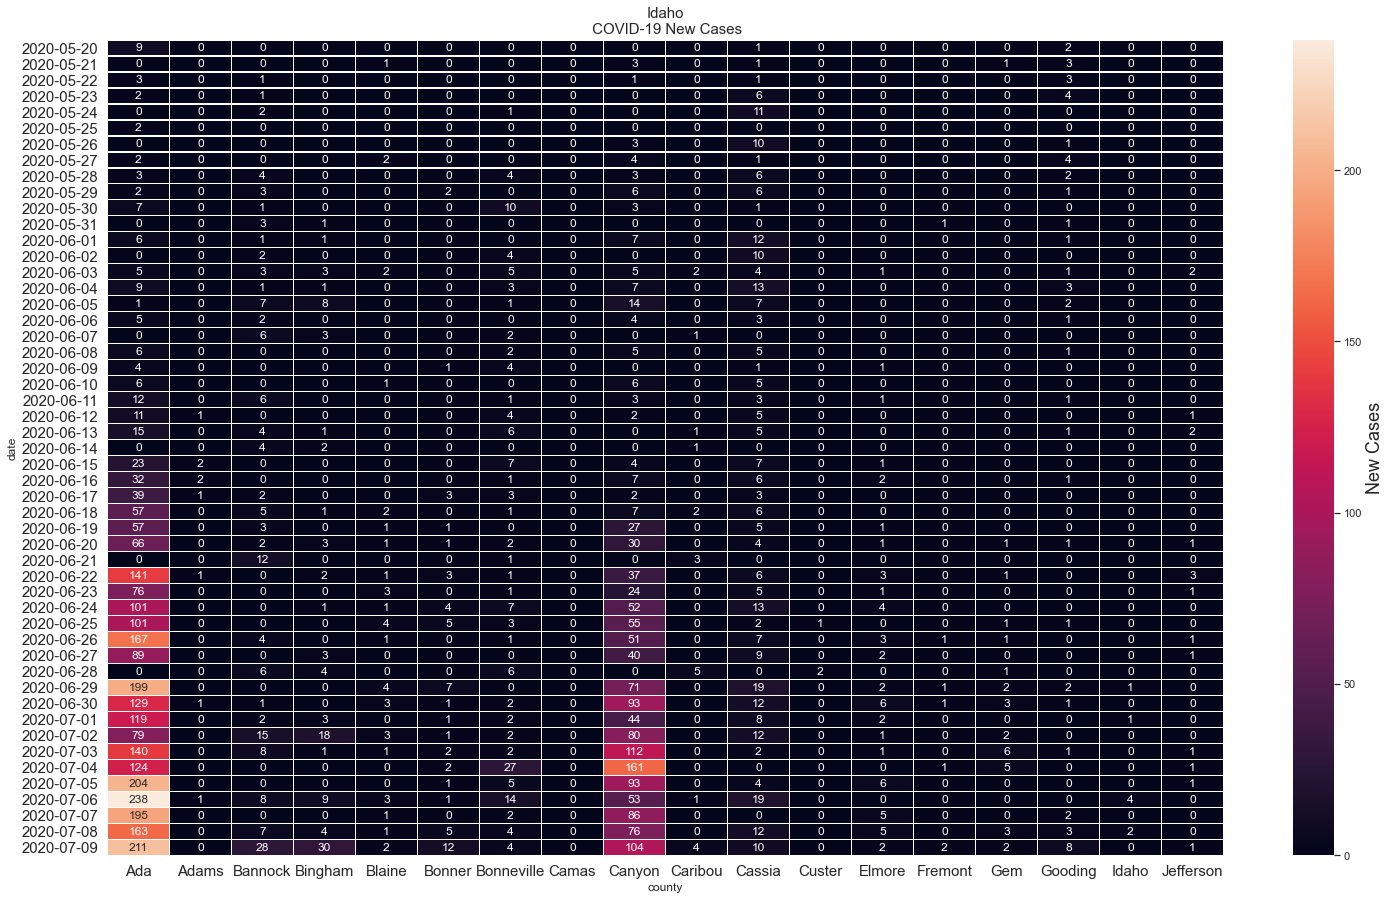 Idaho
COVID-19 New Cases
2020-05-20 9 0 0 0 0 0 0 0 0 0 1 0 0 0 0 2 0 0
2020-05-21 0 0 0 0 1 0 0 0 3 0 1 0 0 0 1 3 0 0
2020-05-22 3 0 1 0 0 0 0 0 1 0 1 0 0 0 0 3 0 0
2020-05-23 2 0 1 0 0 0 0 0 0 0 6 0 0 0 0 4 0 0
2020-05-24 0 0 2 0 0 0 1 0 0 0 11 0 0 0 0 0 0 0
2020-05-25 2 0 0 0 0 0 0 0 0 0 0 0 0 0 0 0 0 0
2020-05-26 0 0 0 0 0 0 0 0 3 0 10 0 0 0 0 1 0 0
2020-05-27 2 0 0 0 2 0 0 0 4 0 1 0 0 0 0 4 0 0
2020-05-28 3 0 4 0 0 0 4 0 3 0 6 0 0 0 0 2 0 0
2020-05-29 2 0 3 0 0 2 0 0 6 0 6 0 0 0 0 1 0 0
2020-05-30 7 0 1 0 0 0 10 0 3 0 1 0 0 0 0 0 0 0
2020-05-31 0 0 3 1 0 0 0 0 0 0 0 0 0 1 0 1 0 0
2020-06-01 6 0 1 1 0 0 0 0 7 0 12 0 0 0 0 1 0 0
2020-06-02 0 0 2 0 0 0 4 0 0 0 10 0 0 0 0 0 0 0
2020-06-03 5 0 3 3 2 0 5 0 5 2 4 0 1 0 0 1 0 2
2020-06-04 9 0 1 1 0 0 3 0 7 0 13 0 0 0 0 3 0 0
2020-06-05 1 0 7 8 0 0 1 0 14 0 7 0 0 0 0 2 0 0
2020-06-06 5 0 2 0 0 0 0 0 4 0 3 0 0 0 0 1 0 0
2020-06-07 0 0 6 3 0 0 2 0 0 1 0 0 0 0 0 0 0 0
2020-06-08 6 0 0 0 0 0 2 0 5 0 5 0 0 0 0 1 0 0
2020-06-09 4 0 0 0 0 1 4 0 0 0 1 0 1 0 0 0 0 0
2020-06-10 6 0 0 0 1 0 0 0 6 0 5 0 0 0 0 0 0 0
2020-06-11 12 0 6 0 0 0 1 0 3 0 3 0 1 0 0 1 0 0
2020-06-12 11 1 0 0 0 0 4 0 2 0 5 0 0 0 0 0 0 1
2020-06-13 15 0 4 1 0 0 6 0 0 1 5 0 0 0 0 1 0 2
2020-06-14 0 0 4 2 0 0 0 0 0 1 0 0 0 0 0 0 0 0
2020-06-15 23 2 0 0 0 0 7 0 4 0 7 0 1 0 0 0 0 0
2020-06-16 32 2 0 0 0 0 1 0 7 0 6 0 2 0 0 1 0 0
2020-06-17 39 1 2 0 0 3 3 0 2 0 3 0 0 0 0 0 0 0
2020-06-18 57 0 5 1 2 0 1 0 7 2 6 0 0 0 0 0 0 0
2020-06-19 57 0 3 0 1 1 0 0 27 0 5 0 1 0 0 0 0 0
2020-06-20 66 0 2 3 1 1 2 0 30 0 4 0 1 0 1 1 0 1
2020-06-21 0 0 12 0 0 0 1 0 0 3 0 0 0 0 0 0 0 0
2020-06-22 141 1 0 2 1 3 1 0 37 0 6 0 3 0 1 0 0 3
2020-06-23 76 0 0 0 3 0 1 0 24 0 5 0 1 0 0 0 0 1
2020-06-24 101 0 0 1 1 4 7 0 52 0 13 0 4 0 0 0 0 0
2020-06-25 101 0 0 0 4 5 3 0 55 0 2 1 0 0 1 1 0 0
2020-06-26 167 0 4 0 1 0 1 0 51 0 7 0 3 1 1 0 0 1
2020-06-27 89 0 0 3 0 0 0 0 40 0 9 0 2 0 0 0 0 1
2020-06-28 0 0 6 4 0 0 6 0 0 5 0 2 0 0 1 0 0 0
2020-06-29 199 0 0 0 4 7 0 0 71 0 19 0 2 1 2 2 1 0
2020-06-30 129 1 1 0 3 1 2 0 93 0 12 0 6 1 3 1 0 0
2020-07-01 119 0 2 3 0 1 2 0 44 0 8 0 2 0 0 0 1 0
2020-07-02 79 0 15 18 3 1 2 0 80 0 12 0 1 0 2 0 0 0
2020-07-03 140 0 8 1 1 2 2 0 112 0 2 0 1 0 6 1 0 1
2020-07-04 124 0 0 0 0 2 27 0 161 0 0 0 0 1 5 0 0 1
2020-07-05 204 0 0 0 0 1 5 0 93 0 4 0 6 0 0 0 0 1
2020-07-06 238 1 8 9 3 1 14 0 53 1 19 0 0 0 0 0 4 0
2020-07-07 195 0 0 0 1 0 2 0 86 0 0 0 5 0 0 2 0 0
2020-07-08 163 0 7 4 1 5 4 0 76 0 12 0 5 0 3 3 2 0
2020-07-09 211 0 28 30 2 12 4 0 104 4 10 0 2 2 2 8 0 1
Ada Adams Bannock Bingham Blaine Bonner Bonneville Camas Canyon Caribou Cassia Custer Elmore Fremont Gem Gooding Idaho Jefferson
county
date
200
150
100
50
0
New Cases